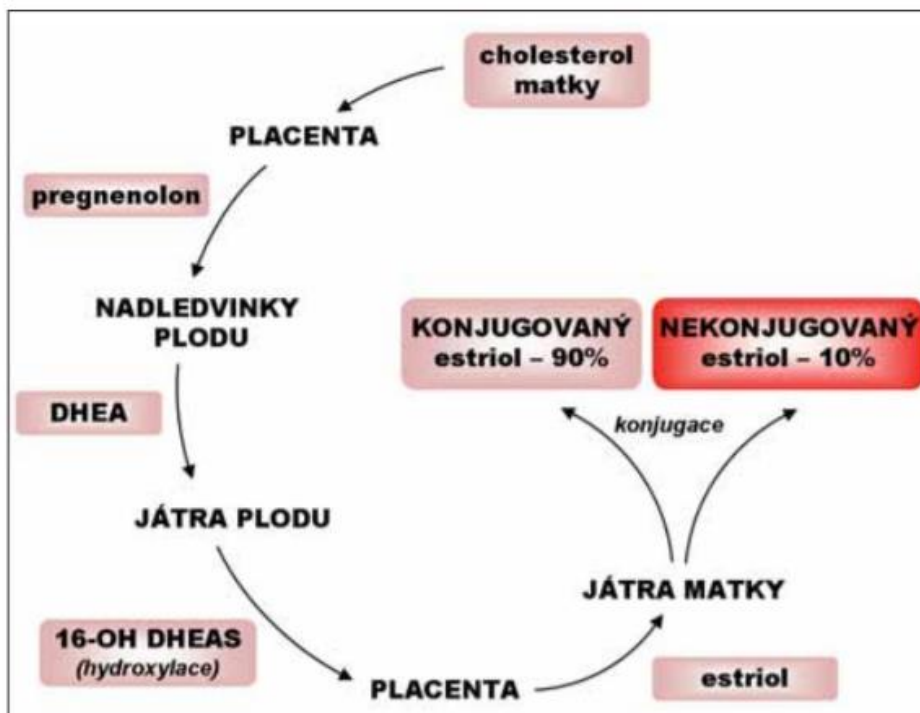 cholesterol
matky
PLACENTA
pregnenolon
NADLEDVINKY
PLODU
DHEA
JÁTRA PLODU
16-OH DHEAS
(hydroxylace)
PLACENTA
estriol
JÁTRA MATKY
konjugace
KONJUGOVANÝ
estriol – 90%
NEKONJUGOVANÝ
estriol – 10%